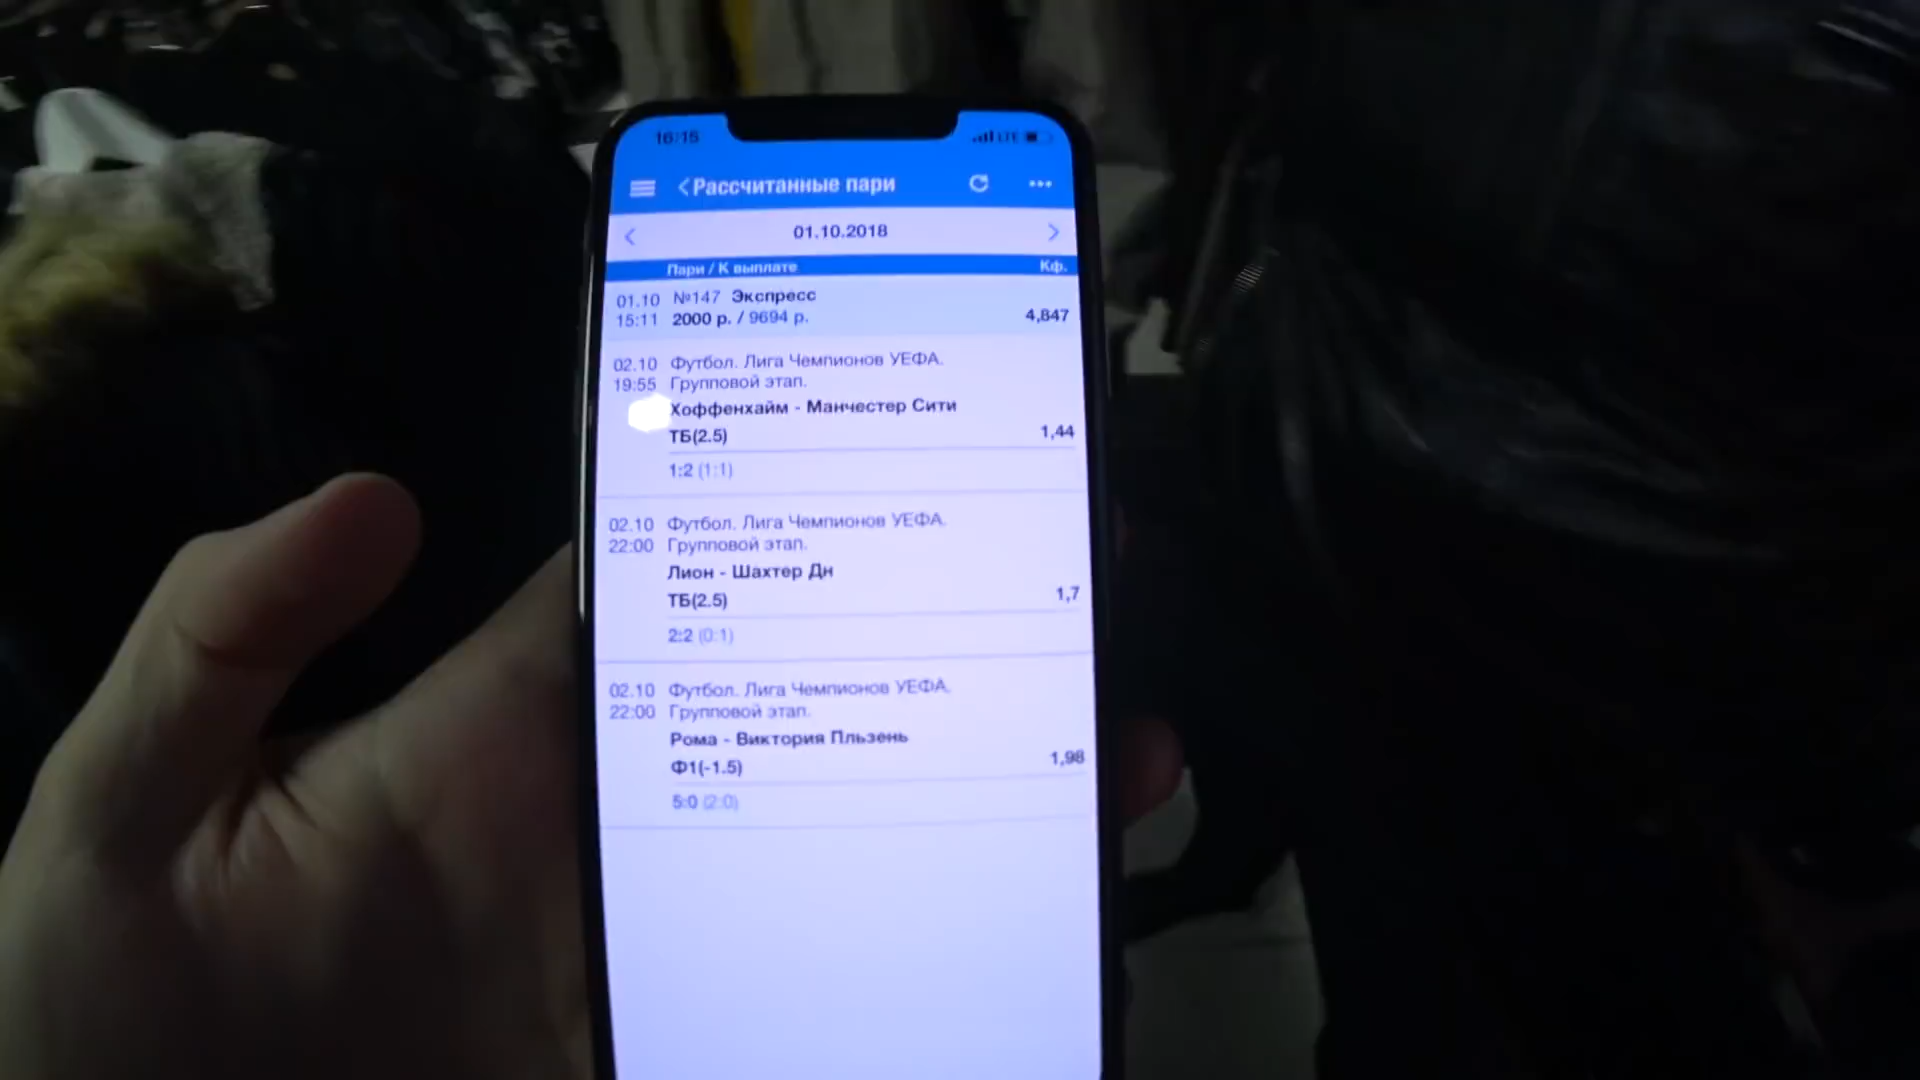 16:15 LTE
Рассчитанные пари
01.10.2018
Пари / К выплате Кф.
01.10 №147 Экспресс
15:11 2000 р. / 9694 р. 4,847
02.10 Футбол. Лига Чемпионов УЕФА.
19:55 Групповой этап.
Хоффенхайм - Манчестер Сити
ТБ(2.5) 1,44
1:2 (1:1)
02.10 Футбол. Лига Чемпионов УЕФА.
22:00 Групповой этап.
Лион - Шахтер Дн
ТБ(2.5) 1,7
2:2 (0:1)
02.10 Футбол. Лига Чемпионов УЕФА.
22:00 Групповой этап.
Рома - Виктория Пльзень
Ф1(-1.5) 1,98
5:0 (2:0)